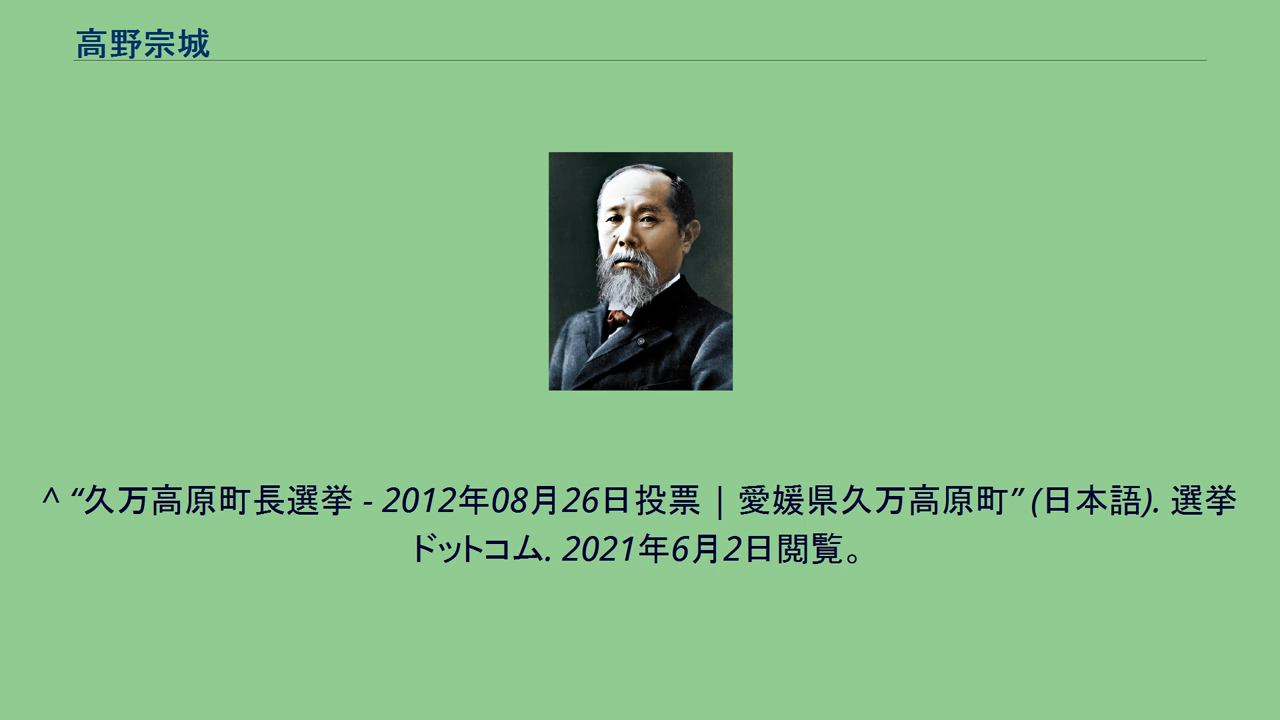 高野宗城
^ “久万高原町長選挙 - 2012年08月26日投票 | 愛媛県久万高原町” (日本語). 選挙
ドットコム. 2021年6月2日閲覧。